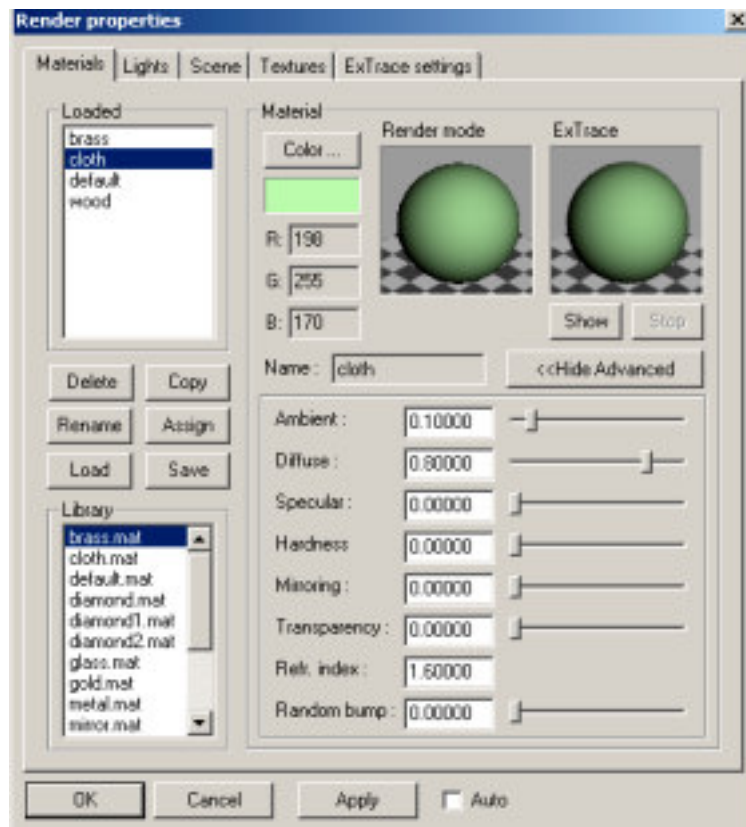 Render properties
Materials Lights Scene Textures ExTrace settings
Loaded
brass
cloth
default
wood
Delete Copy
Rename Assign
Load Save
Library
brass.mat
cloth.mat
default.mat
diamond.mat
diamond1.mat
diamond2.mat
glass.mat
gold.mat
metal.mat
mirror.mat
Material
Color ...
Render mode ExTrace
R: 198
G: 255
B: 170
Show Stop
Name : cloth
<<Hide Advanced
Ambient : 0.10000
Diffuse : 0.80000
Specular : 0.00000
Hardness 0.00000
Mirroring : 0.00000
Transparency : 0.00000
Refr. index : 1.60000
Random bump : 0.00000
OK Cancel Apply Auto